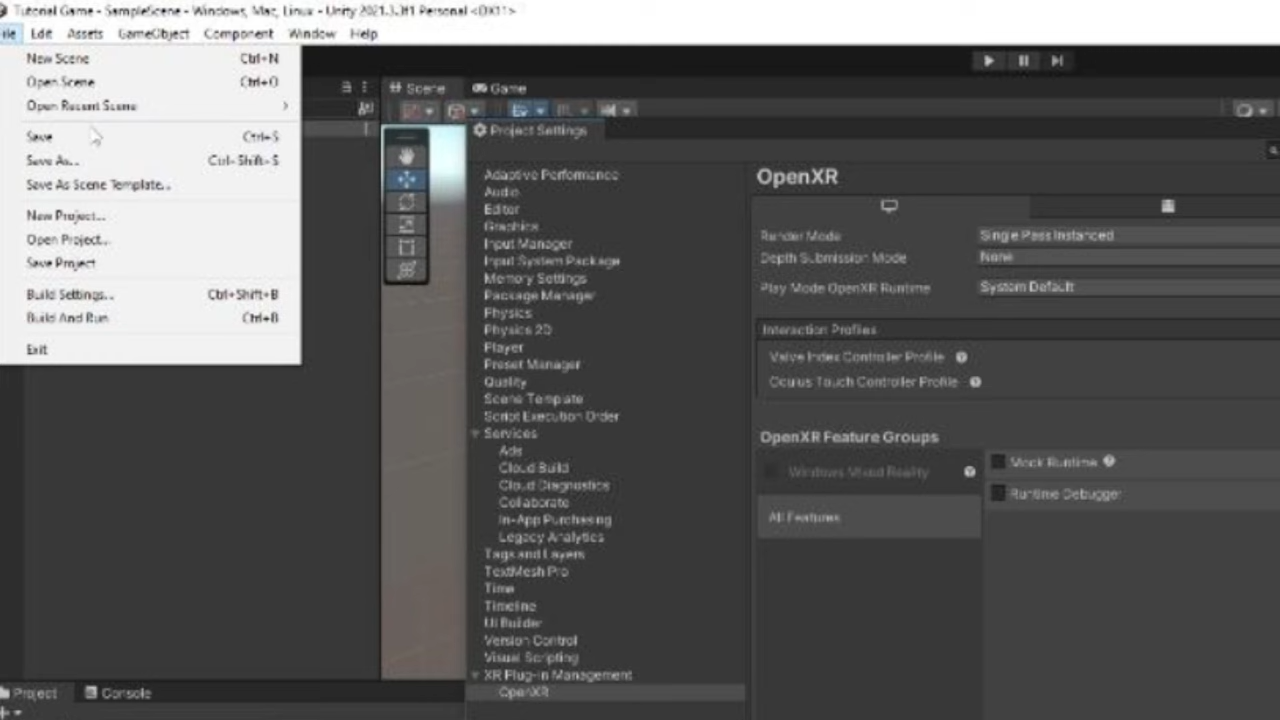 Tutorial Game - SampleScene - Windows, Mac, Linux - Unity 2021.3.3f1 Personal <DX11>
File Edit Assets GameObject Component Window Help
New Scene Ctrl+N
Open Scene Ctrl+O
Open Recent Scene
Save Ctrl+S
Save As... Ctrl+Shift+S
Save As Scene Template...
New Project...
Open Project...
Save Project
Build Settings... Ctrl+Shift+B
Build And Run Ctrl+B
Exit
Scene Game
Project Settings
Adaptive Performance
Audio
Editor
Graphics
Input Manager
Input System Package
Memory Settings
Package Manager
Physics
Physics 2D
Player
Preset Manager
Quality
Scene Template
Script Execution Order
Services
Ads
Cloud Build
Cloud Diagnostics
Collaborate
In-App Purchasing
Legacy Analytics
Tags and Layers
TextMesh Pro
Time
Timeline
UI Builder
Version Control
Visual Scripting
XR Plug-in Management
OpenXR
OpenXR
Render Mode Single Pass Instanced
Depth Submission Mode None
Play Mode OpenXR Runtime System Default
Interaction Profiles
Valve Index Controller Profile
Oculus Touch Controller Profile
OpenXR Feature Groups
Windows Mixed Reality
All Features
Mock Runtime
Runtime Debugger
Project Console